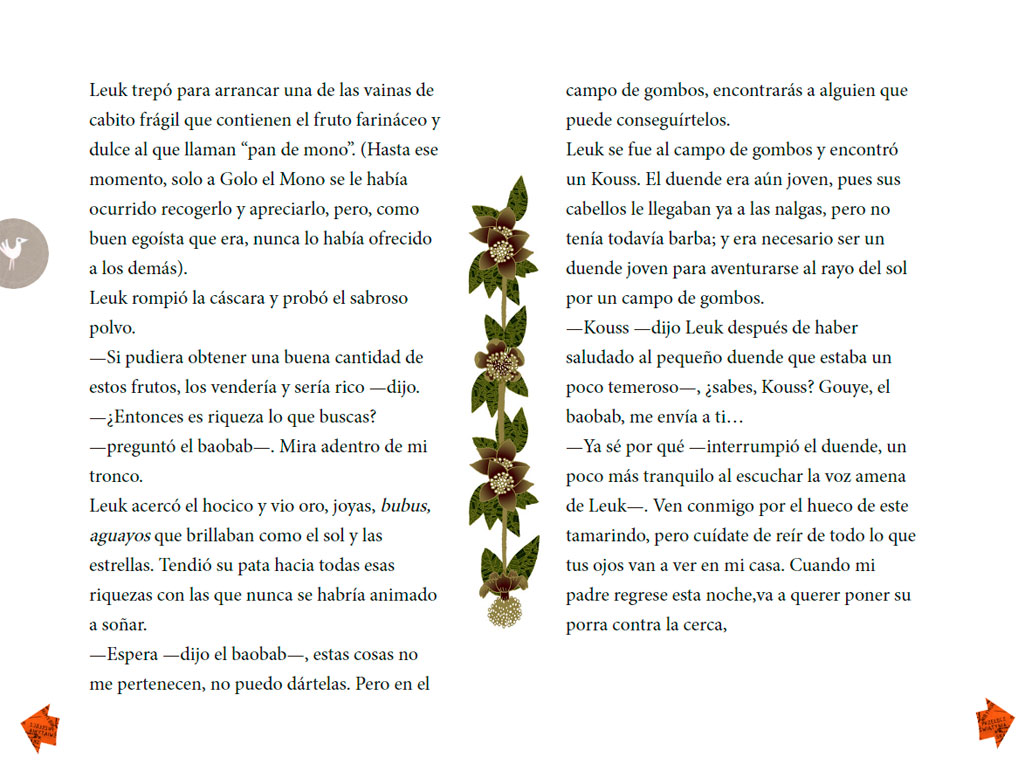 Leuk trepó para arrancar una de las vainas de
cabito frágil que contienen el fruto farináceo y
dulce al que llaman “pan de mono”. (Hasta ese
momento, solo a Golo el Mono se le había
ocurrido recogerlo y apreciarlo, pero, como
buen egoísta que era, nunca lo había ofrecido
a los demás).
Leuk rompió la cáscara y probó el sabroso
polvo.
—Si pudiera obtener una buena cantidad de
estos frutos, los vendería y sería rico —dijo.
—¿Entonces es riqueza lo que buscas?
—preguntó el baobab—. Mira adentro de mi
tronco.
Leuk acercó el hocico y vio oro, joyas, bubus,
aguayos que brillaban como el sol y las
estrellas. Tendió su pata hacia todas esas
riquezas con las que nunca se habría animado
a soñar.
—Espera —dijo el baobab—, estas cosas no
me pertenecen, no puedo dártelas. Pero en el
campo de gombos, encontrarás a alguien que
puede conseguírtelos.
Leuk se fue al campo de gombos y encontró
un Kouss. El duende era aún joven, pues sus
cabellos le llegaban ya a las nalgas, pero no
tenía todavía barba; y era necesario ser un
duende joven para aventurarse al rayo del sol
por un campo de gombos.
—Kouss —dijo Leuk después de haber
saludado al pequeño duende que estaba un
poco temeroso—, ¿sabes, Kouss? Gouye, el
baobab, me envía a ti…
—Ya sé por qué —interrumpió el duende, un
poco más tranquilo al escuchar la voz amena
de Leuk—. Ven conmigo por el hueco de este
tamarindo, pero cuídate de reír de todo lo que
tus ojos van a ver en mi casa. Cuando mi
padre regrese esta noche,va a querer poner su
porra contra la cerca,